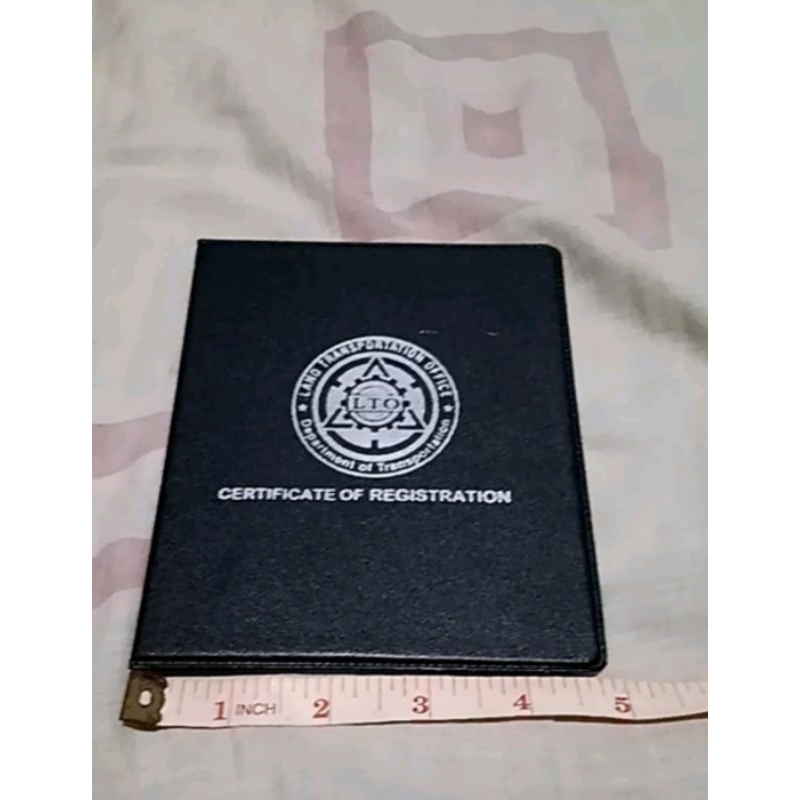 LAND TRANSPORTATION OFFICE
LTO
Department of Transportation
CERTIFICATE OF REGISTRATION
1 INCH 2 3 4 5